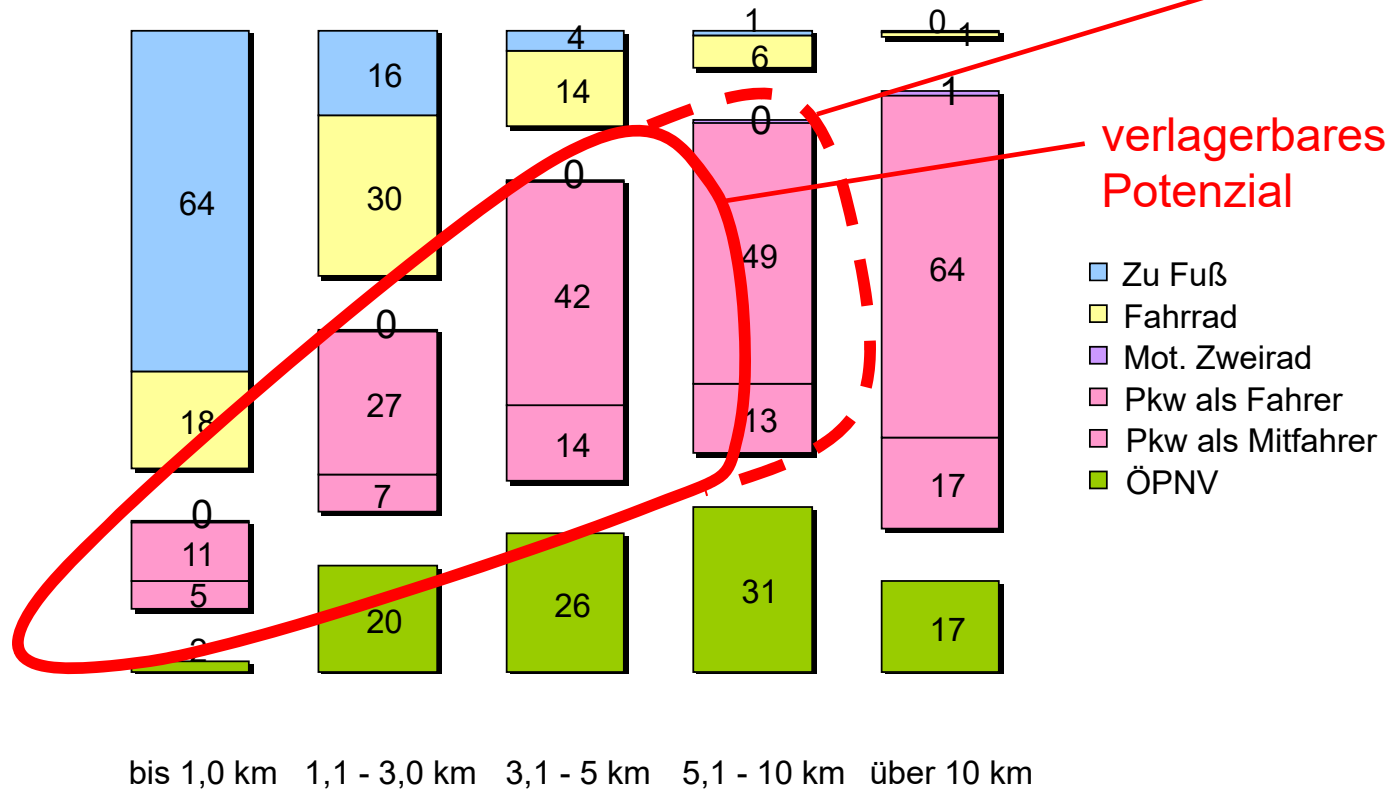 4
1
0
1
16
6
14
1
0
verlagerbares
Potenzial
0
64
30
49
64
Zu Fuß
42
Fahrrad
0
Mot. Zweirad
27
Pkw als Fahrer
18
14
13
Pkw als Mitfahrer
7
17
ÖPNV
0
11
5
20
26
31
17
2
bis 1,0 km
1,1 - 3,0 km
3,1 - 5 km
5,1 - 10 km
über 10 km